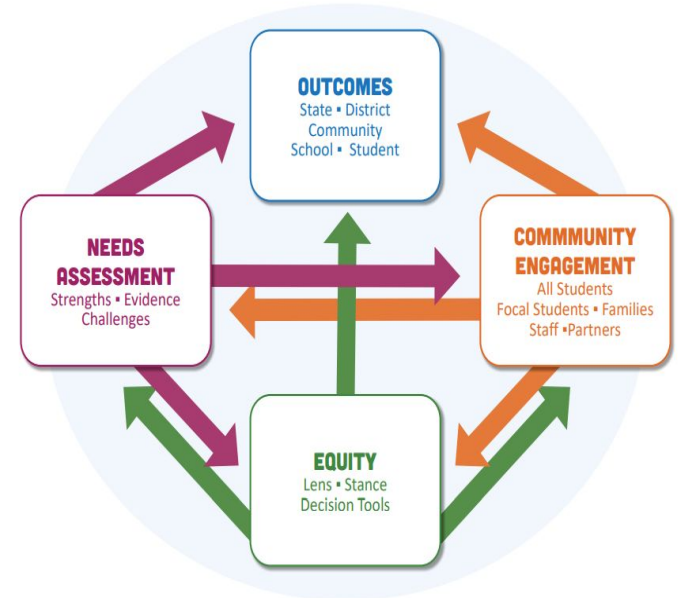 OUTCOMES
State ▪ District
Community
School ▪ Student
NEEDS
ASSESSMENT
Strengths ▪ Evidence
Challenges
COMMMUNITY
ENGAGEMENT
All Students
Focal Students ▪ Families
Staff ▪Partners
EQUITY
Lens ▪ Stance
Decision Tools